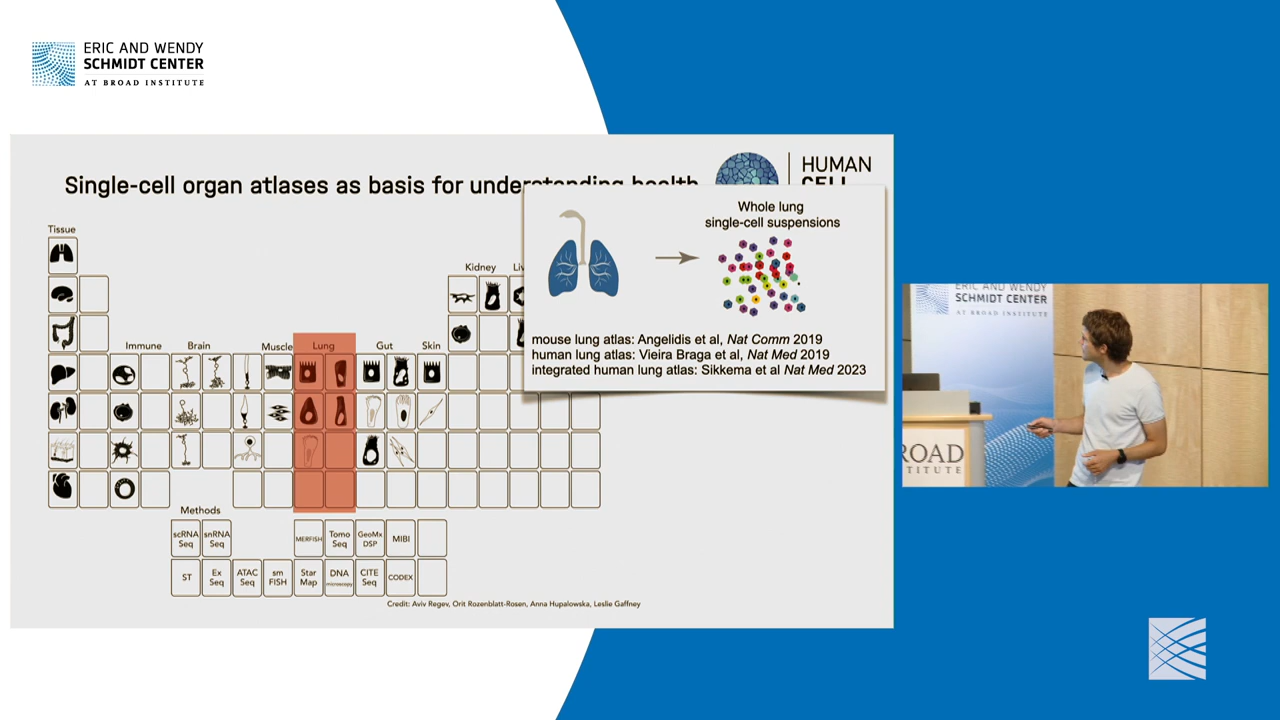 ERIC AND WENDY
SCHMIDT CENTER
AT BROAD INSTITUTE
Single-cell organ atlases as basis for understanding health
HUMAN
CELL
Whole lung
single-cell suspensions
mouse lung atlas: Angelidis et al, Nat Comm 2019
human lung atlas: Vieira Braga et al, Nat Med 2019
integrated human lung atlas: Sikkema et al Nat Med 2023
Tissue
Kidney
Immune
Brain
Muscle
Lung
Gut
Skin
Methods
scRNA
Seq
snRNA
Seq
MERFISH
Tomo
Seq
GeoMx
DSP
MIBI
ST
Ex
Seq
ATAC
Seq
sm
FISH
Star
Map
DNA
microscopy
CITE
Seq
CODEX
Credit: Aviv Regev, Orit Rozenblatt-Rosen, Anna Hupalowska, Leslie Gaffney
ERIC AND WENDY
SCHMIDT CENTER
AT BROAD INSTITUTE
ROAD
TITUTE